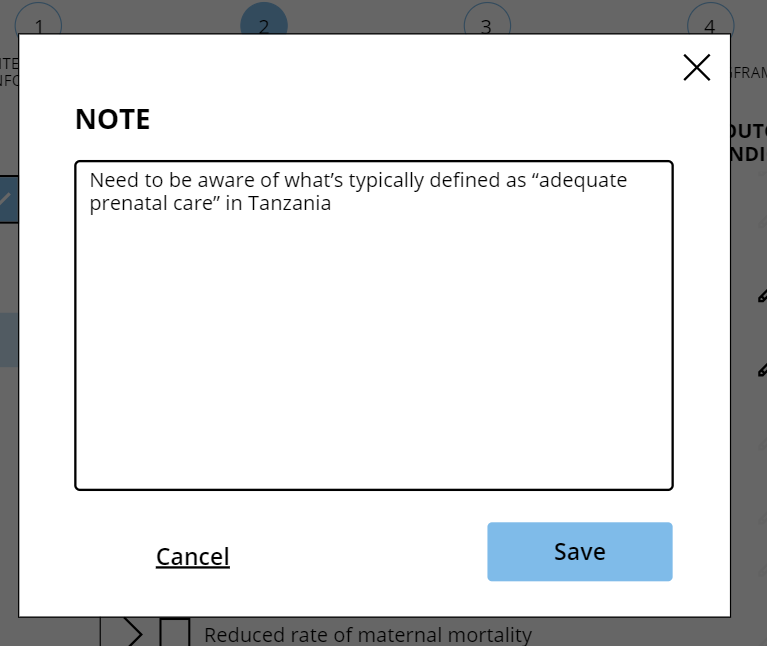 1 2 3 4
NOTE
Need to be aware of what’s typically defined as “adequate
prenatal care” in Tanzania
Cancel
Save
Reduced rate of maternal mortality